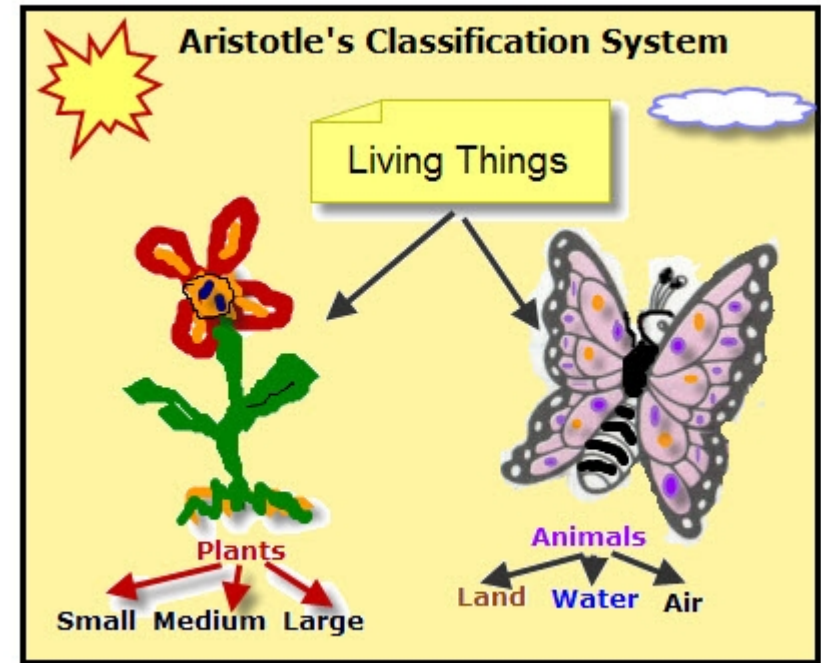 Aristotle's Classification System
Living Things
Plants
Small Medium Large
Animals
Land Water Air